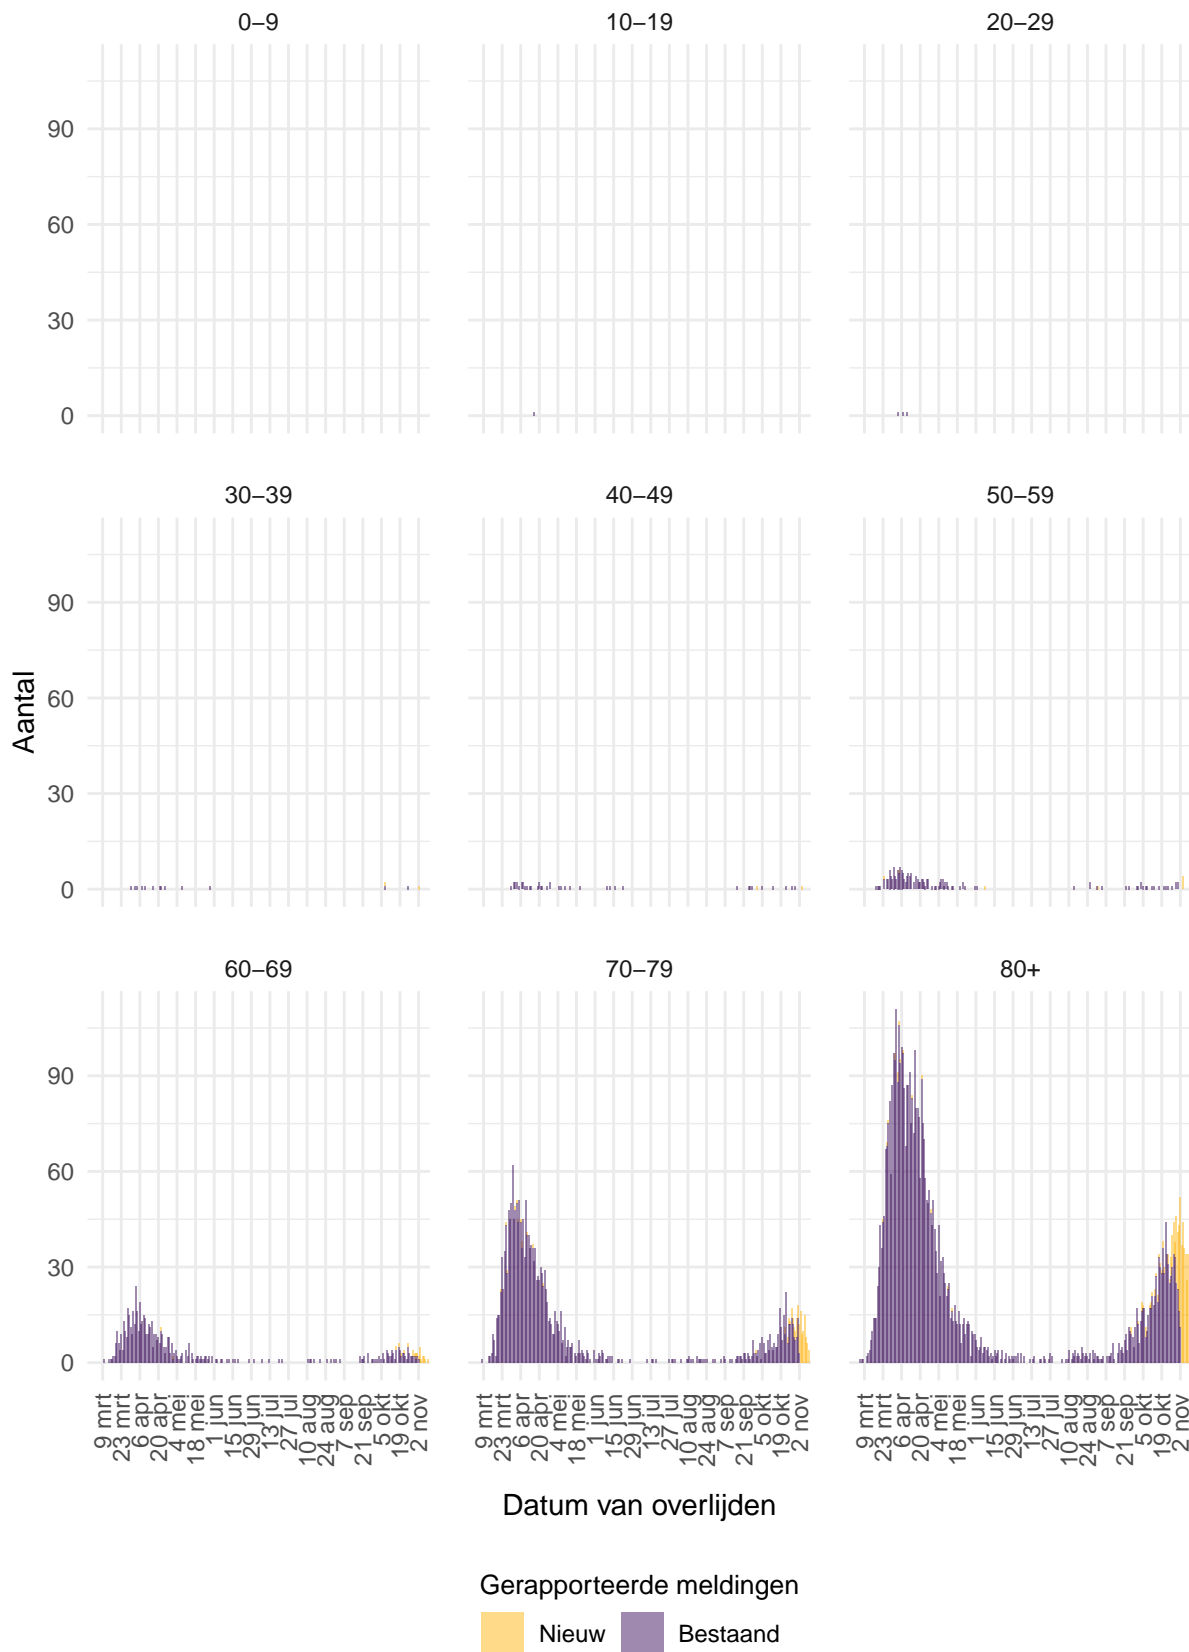 0–9 10–19 20–29
90
60
30
0
30–39 40–49 50–59
90
60
30
0
Aantal
60–69 70–79 80+
90
60
30
0
9 mrt 23 mrt 6 apr 20 apr 4 mei 18 mei 1 jun 15 jun 29 jun 13 jul 27 jul 10 aug 24 aug 7 sep 21 sep 5 okt 19 okt 2 nov
9 mrt 23 mrt 6 apr 20 apr 4 mei 18 mei 1 jun 15 jun 29 jun 13 jul 27 jul 10 aug 24 aug 7 sep 21 sep 5 okt 19 okt 2 nov
9 mrt 23 mrt 6 apr 20 apr 4 mei 18 mei 1 jun 15 jun 29 jun 13 jul 27 jul 10 aug 24 aug 7 sep 21 sep 5 okt 19 okt 2 nov
Datum van overlijden
Gerapporteerde meldingen
Nieuw Bestaand